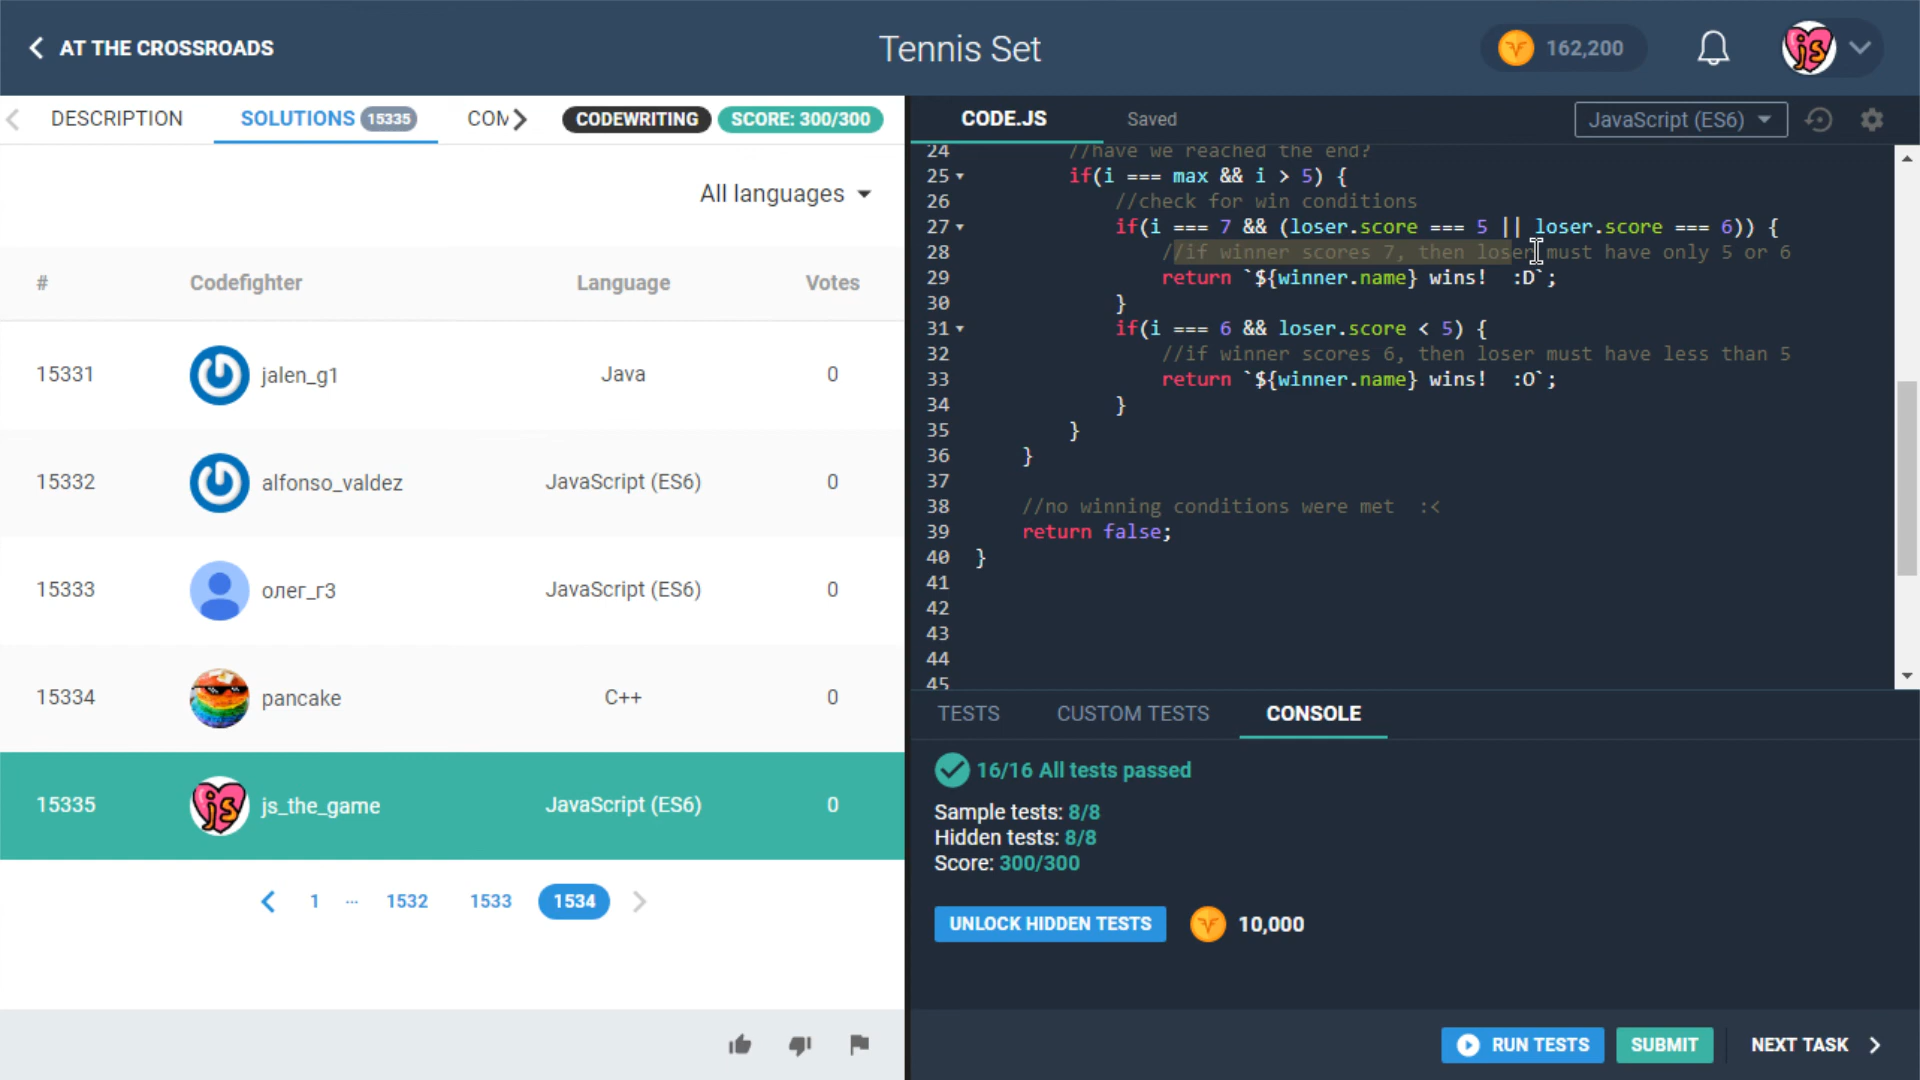 AT THE CROSSROADS
Tennis Set
162,200
DESCRIPTION
SOLUTIONS 15335
COM
CODEWRITING
SCORE: 300/300
CODE.JS
Saved
JavaScript (ES6)
All languages
# Codefighter Language Votes
15331 jalen_g1 Java 0
15332 alfonso_valdez JavaScript (ES6) 0
15333 олег_г3 JavaScript (ES6) 0
15334 pancake C++ 0
15335 js_the_game JavaScript (ES6) 0
1 ... 1532 1533 1534
24 //have we reached the end?
25 if(i === max && i > 5) {
26 //check for win conditions
27 if(i === 7 && (loser.score === 5 || loser.score === 6)) {
28 //if winner scores 7, then loser must have only 5 or 6
29 return `${winner.name} wins!  :D`;
30 }
31 if(i === 6 && loser.score < 5) {
32 //if winner scores 6, then loser must have less than 5
33 return `${winner.name} wins!  :O`;
34 }
35 }
36 }
37
38 //no winning conditions were met  :<
39 return false;
40 }
41
42
43
44
45
TESTS
CUSTOM TESTS
CONSOLE
16/16 All tests passed
Sample tests: 8/8
Hidden tests: 8/8
Score: 300/300
UNLOCK HIDDEN TESTS
10,000
RUN TESTS
SUBMIT
NEXT TASK